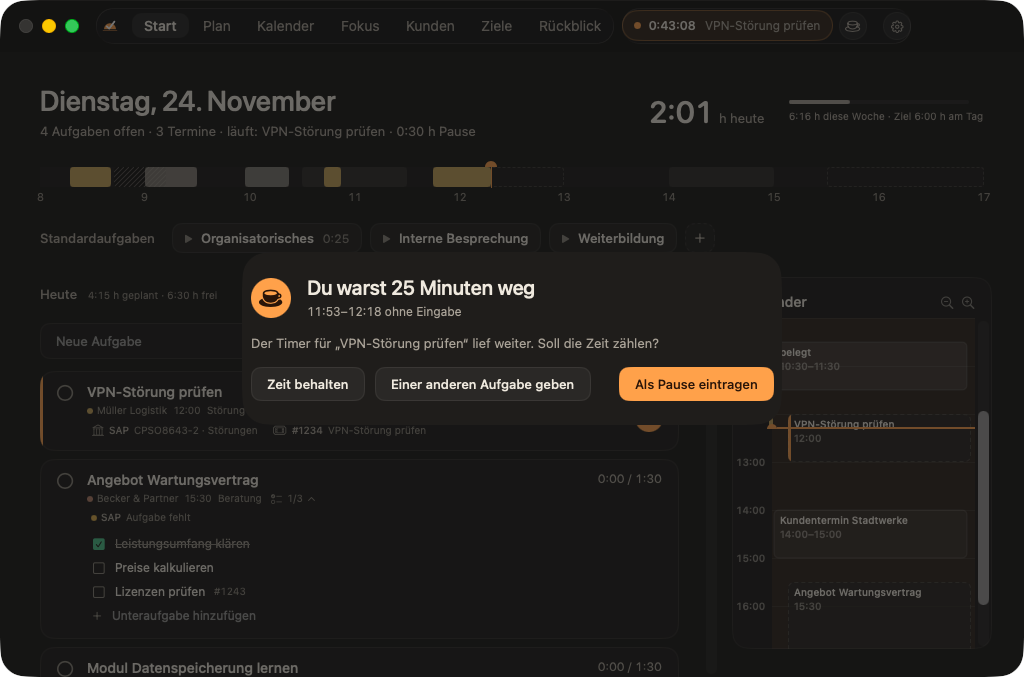 Start Plan Kalender Fokus Kunden Ziele Rückblick 0:43:08 VPN-Störung prüfen
Dienstag, 24. November
4 Aufgaben offen · 3 Termine · läuft: VPN-Störung prüfen · 0:30 h Pause
2:01 h heute
6:16 h diese Woche · Ziel 6:00 h am Tag
8 9 10 11 12 13 14 15 16 17
Standardaufgaben Organisatorisches 0:25 Interne Besprechung Weiterbildung +
Heute 4:15 h geplant · 6:30 h frei
Neue Aufgabe
VPN-Störung prüfen
Müller Logistik 12:00 Störung
SAP CPSO8643-2 · Störungen #1234 VPN-Störung prüfen
Angebot Wartungsvertrag 0:00 / 1:30
Becker & Partner 15:30 Beratung 1/3
SAP Aufgabe fehlt
Leistungsumfang klären
Preise kalkulieren
Lizenzen prüfen #1243
+ Unteraufgabe hinzufügen
Modul Datenspeicherung lernen 0:00 / 1:30
Du warst 25 Minuten weg
11:53–12:18 ohne Eingabe
Der Timer für „VPN-Störung prüfen“ lief weiter. Soll die Zeit zählen?
Zeit behalten Einer anderen Aufgabe geben Als Pause eintragen
nder
belegt
10:30–11:30
VPN-Störung prüfen
12:00
13:00
14:00
Kundentermin Stadtwerke
14:00–15:00
15:00
Angebot Wartungsvertrag
15:30
16:00